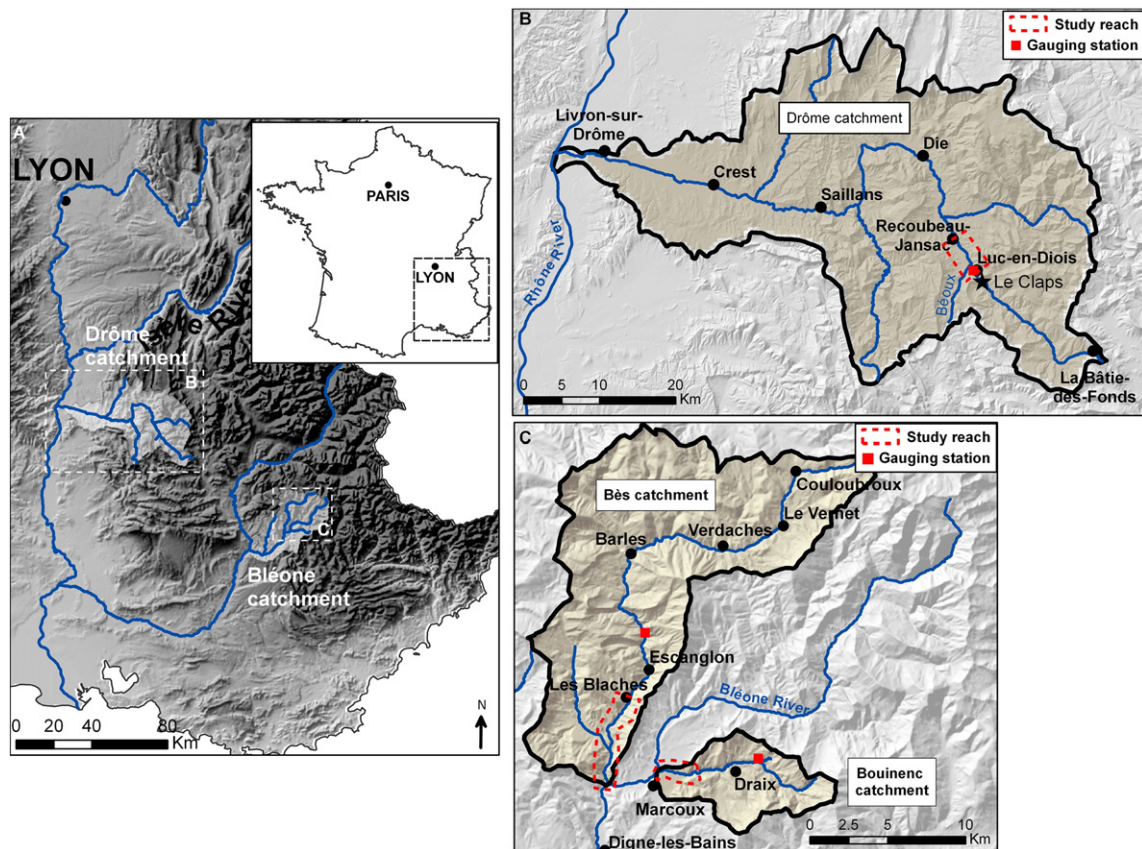 A
LYON
Drôme
catchment
B
C
Bléone
catchment
0 20 40 80
Km
N
PARIS
LYON
B
Study reach
Gauging station
Livron-sur-
Drôme
Drôme catchment
Die
Crest
Saillans
Recoubeau-
Jansac
Luc-en-Diois
Le Claps
Béoux
Rhône River
La Bâtie-
des-Fonds
0 5 10 20
Km
C
Study reach
Gauging station
Bès catchment
Couloubroux
Le Vernet
Verdaches
Barles
Escanglon
Les Blaches
Bléone River
Draix
Marcoux
Bouinenc
catchment
Digne-les-Bains
0 2.5 5 10
Km